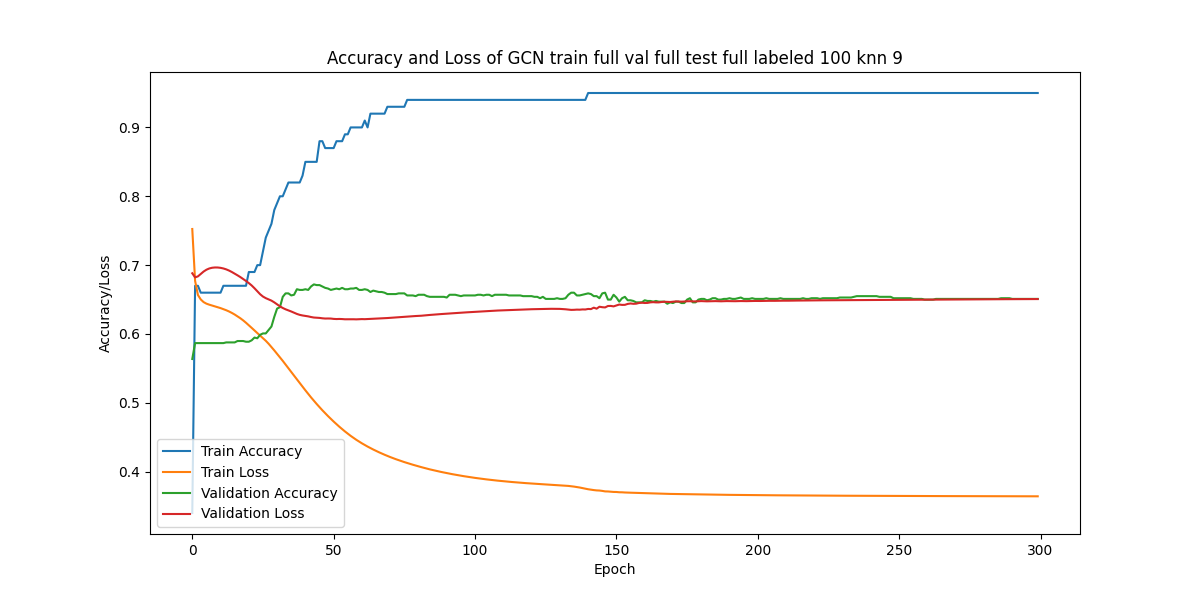 Accuracy and Loss of GCN train full val full test full labeled 100 knn 9
Accuracy/Loss
0.9
0.8
0.7
0.6
0.5
0.4
Train Accuracy
Train Loss
Validation Accuracy
Validation Loss
0 50 100 150 200 250 300
Epoch